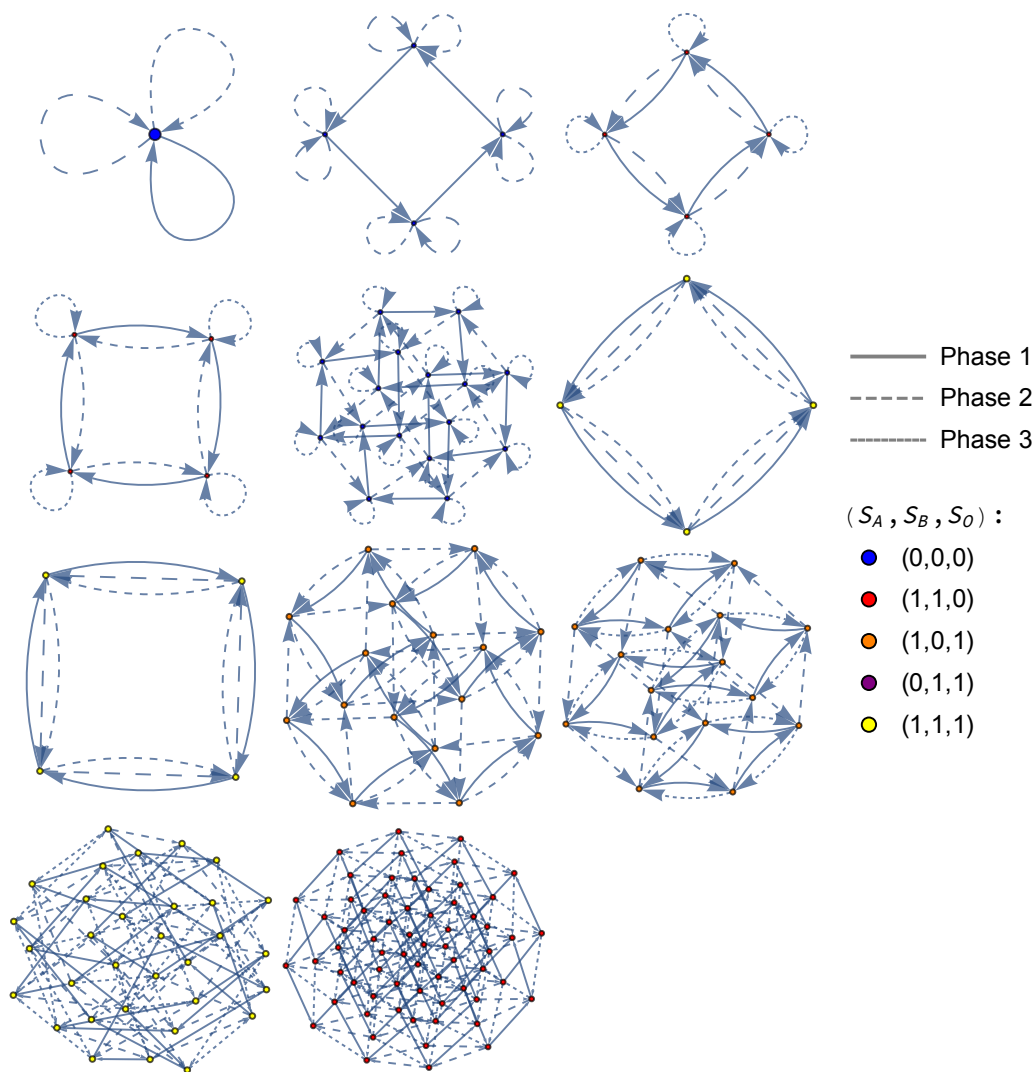 Phase 1
Phase 2
Phase 3
(S_A, S_B, S_O):
(0,0,0)
(1,1,0)
(1,0,1)
(0,1,1)
(1,1,1)